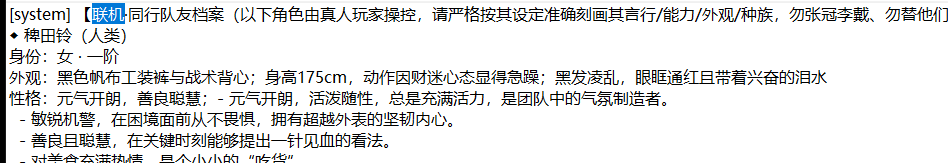 [system] 【联机·同行队友档案（以下角色由真人玩家操控，请严格按其设定准确刻画其言行/能力/外观/种族，勿张冠李戴、勿替他们
◆ 稗田铃（人类）
身份：女 · 一阶
外观：黑色帆布工装裤与战术背心；身高175cm，动作因财迷心态显得急躁；黑发凌乱，眼眶通红且带着兴奋的泪水
性格：元气开朗，善良聪慧；- 元气开朗，活泼随性，总是充满活力，是团队中的气氛制造者。
- 敏锐机警，在困境面前从不畏惧，拥有超越外表的坚韧内心。
- 善良且聪慧，在关键时刻能够提出一针见血的看法。
- 对美食充满热情，是个小小的“吃货”